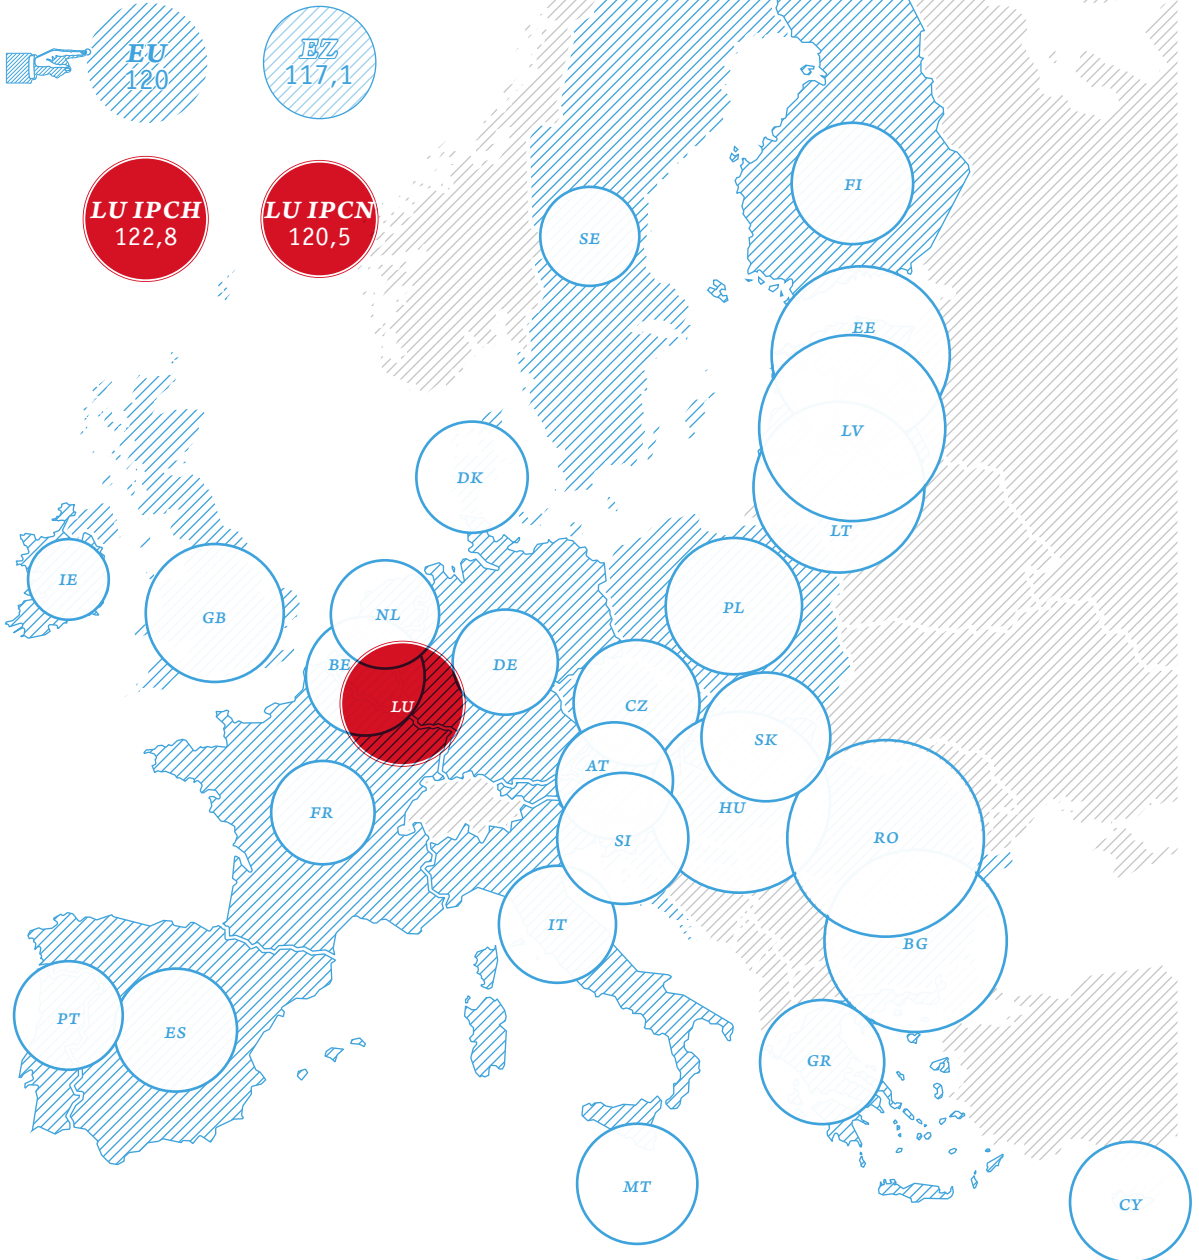 EU
120
EZ
117,1
LU IPCH
122,8
LU IPCN
120,5
FI
SE
EE
LV
DK
LT
IE
GB
NL
PL
BE
DE
LU
CZ
SK
AT
HU
FR
SI
RO
IT
BG
PT
ES
GR
MT
CY